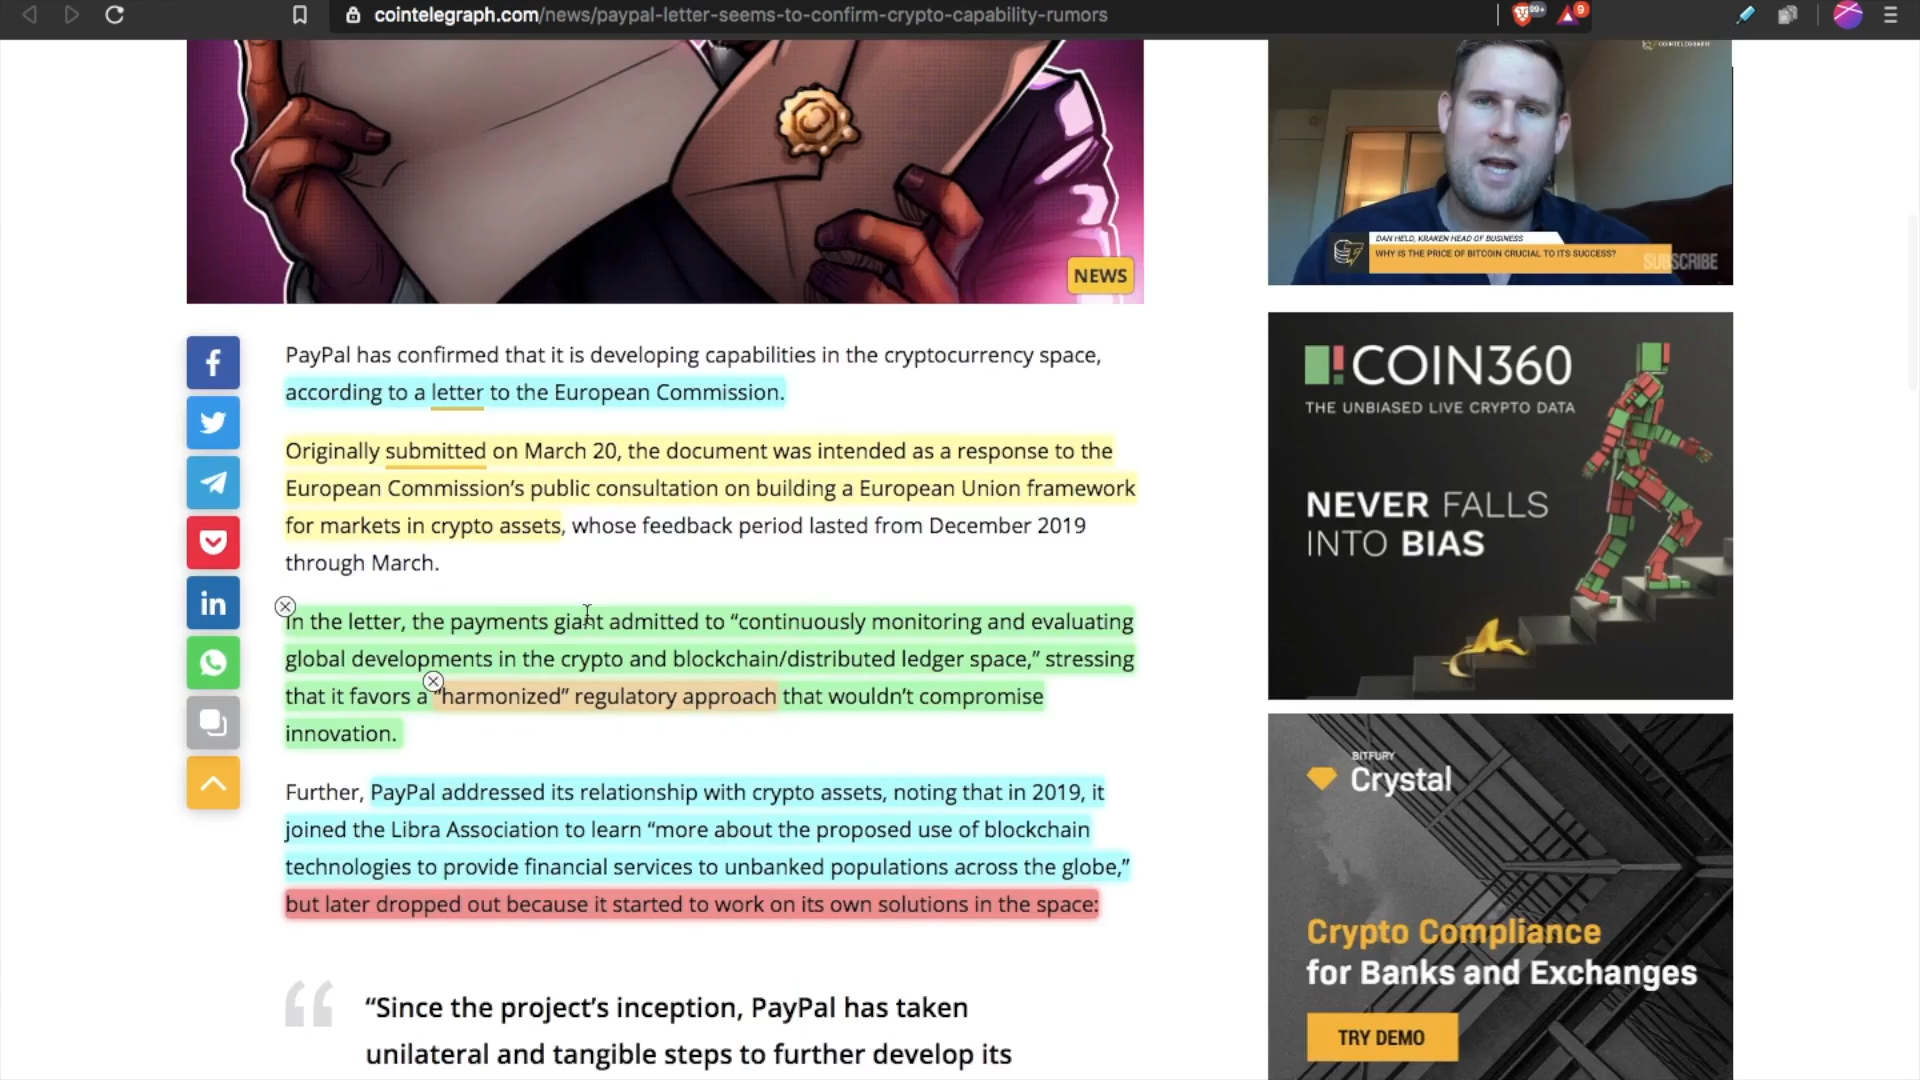 cointelegraph.com/news/paypal-letter-seems-to-confirm-crypto-capability-rumors
99+
9
COINTELEGRAPH
DAN HELD, KRAKEN HEAD OF BUSINESS
WHY IS THE PRICE OF BITCOIN CRUCIAL TO ITS SUCCESS?
SUBSCRIBE
NEWS
PayPal has confirmed that it is developing capabilities in the cryptocurrency space,
according to a letter to the European Commission.
Originally submitted on March 20, the document was intended as a response to the
European Commission’s public consultation on building a European Union framework
for markets in crypto assets, whose feedback period lasted from December 2019
through March.
In the letter, the payments giant admitted to “continuously monitoring and evaluating
global developments in the crypto and blockchain/distributed ledger space,” stressing
that it favors a “harmonized” regulatory approach that wouldn’t compromise
innovation.
Further, PayPal addressed its relationship with crypto assets, noting that in 2019, it
joined the Libra Association to learn “more about the proposed use of blockchain
technologies to provide financial services to unbanked populations across the globe,”
but later dropped out because it started to work on its own solutions in the space:
“Since the project’s inception, PayPal has taken
unilateral and tangible steps to further develop its
COIN360
THE UNBIASED LIVE CRYPTO DATA
NEVER FALLS
INTO BIAS
BITFURY
Crystal
Crypto Compliance
for Banks and Exchanges
TRY DEMO